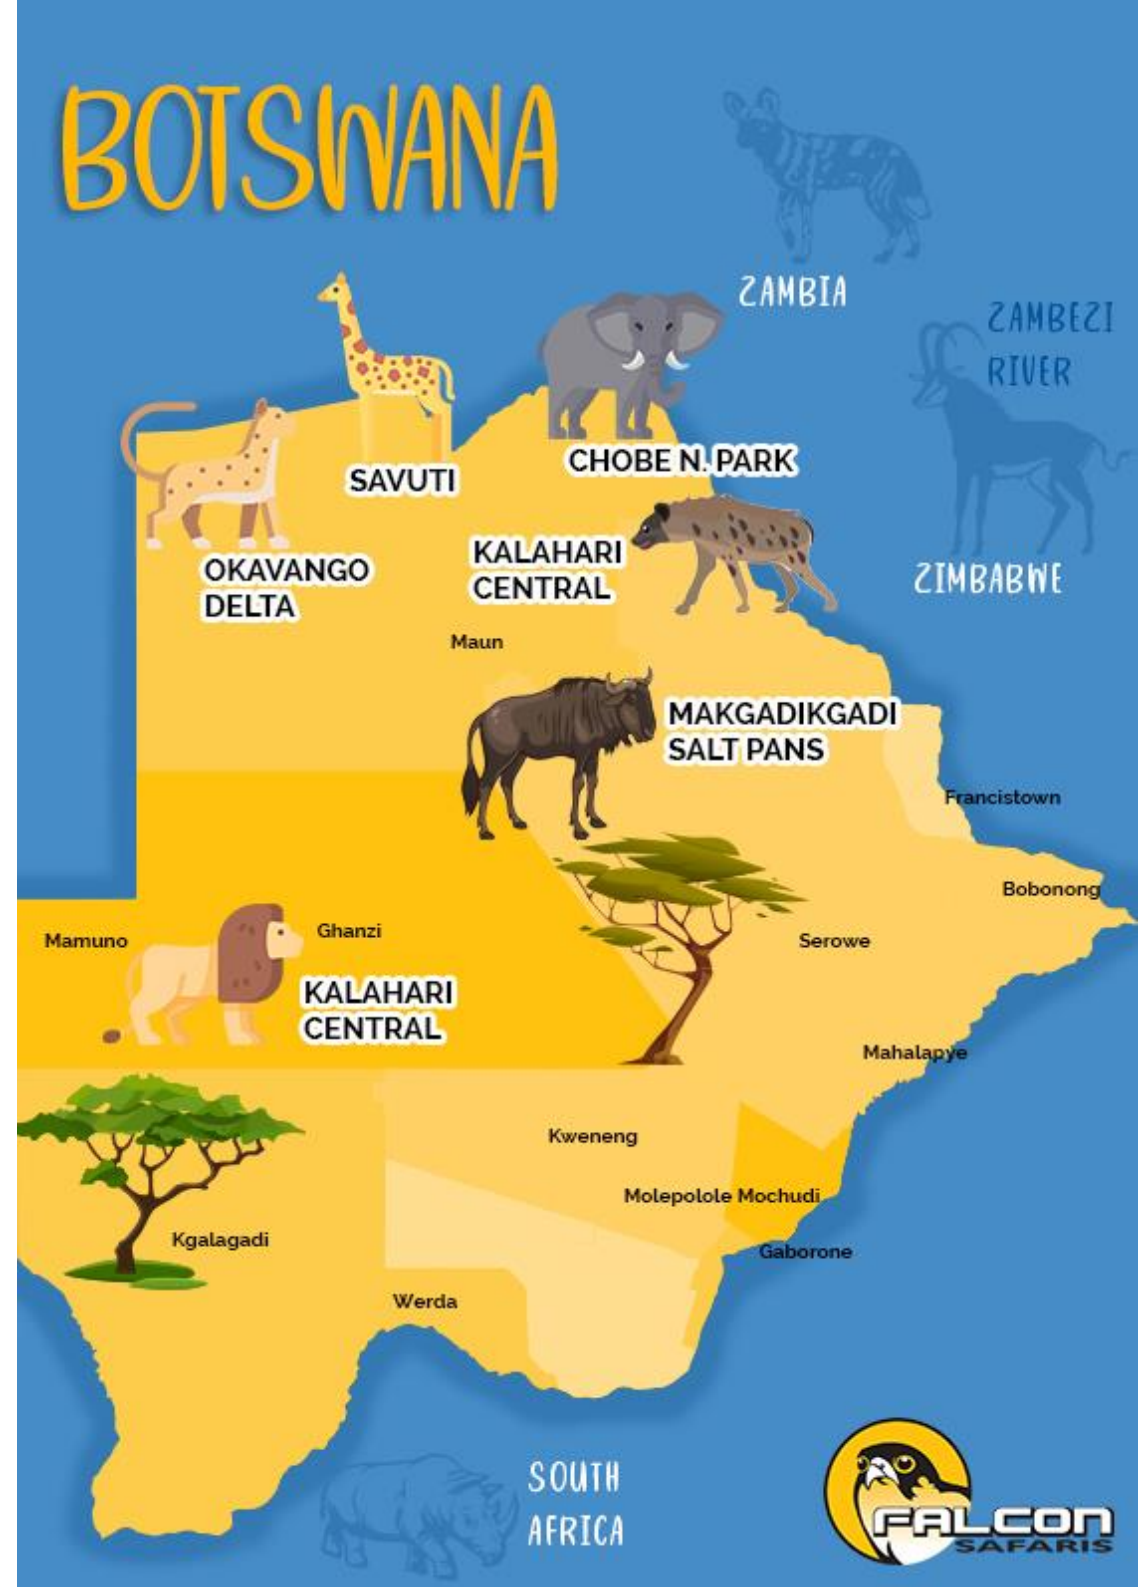 BOTSWANA
ZAMBIA
ZAMBEZI
RIVER
CHOBE N. PARK
SAVUTI
KALAHARI
CENTRAL
OKAVANGO
DELTA
ZIMBABWE
Maun
MAKGADIKGADI
SALT PANS
Francistown
Bobonong
Mamuno
Ghanzi
Serowe
KALAHARI
CENTRAL
Mahalapye
Kweneng
Molepolole Mochudi
Kgalagadi
Gaborone
Werda
SOUTH
AFRICA
FALCON
SAFARIS